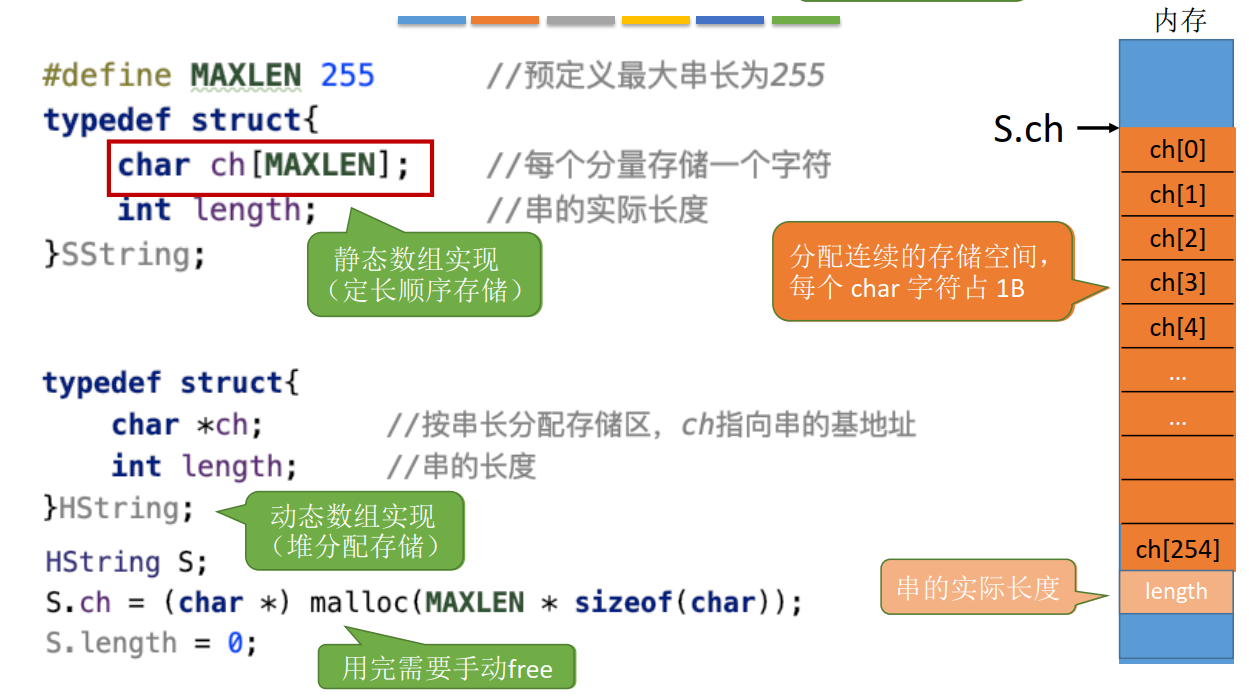 #define MAXLEN 255 //预定义最大串长为255
typedef struct{
char ch[MAXLEN]; //每个分量存储一个字符
int length; //串的实际长度
}SString;
静态数组实现
（定长顺序存储）
typedef struct{
char *ch; //按串长分配存储区，ch指向串的基地址
int length; //串的长度
}HString;
动态数组实现
（堆分配存储）
HString S;
S.ch = (char *) malloc(MAXLEN * sizeof(char));
S.length = 0;
用完需要手动free
内存
S.ch
ch[0]
ch[1]
ch[2]
ch[3]
ch[4]
...
...
ch[254]
length
分配连续的存储空间，
每个 char 字符占 1B
串的实际长度